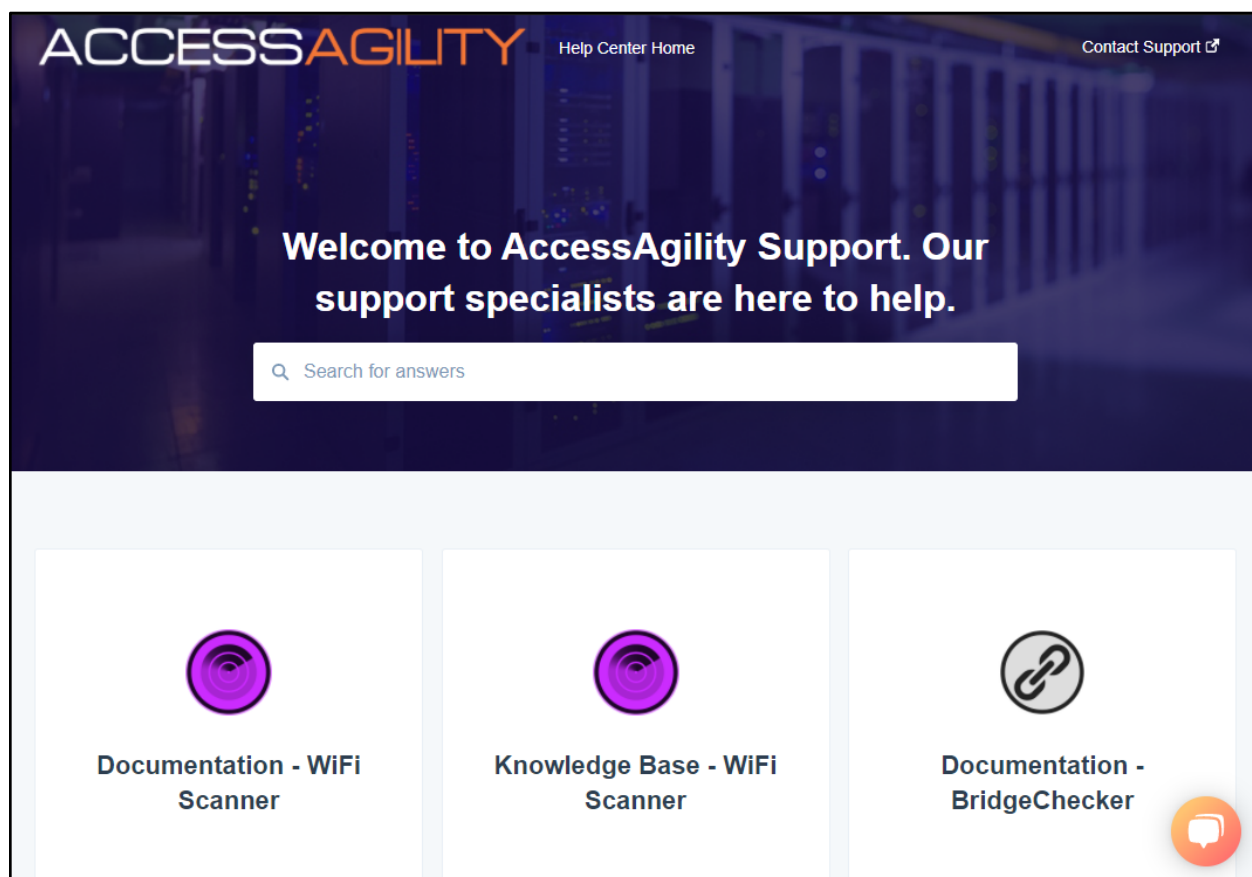 ACCESSAGILITY
Help Center Home
Contact Support
Welcome to AccessAgility Support. Our
support specialists are here to help.
Search for answers
Documentation - WiFi
Scanner
Knowledge Base - WiFi
Scanner
Documentation -
BridgeChecker